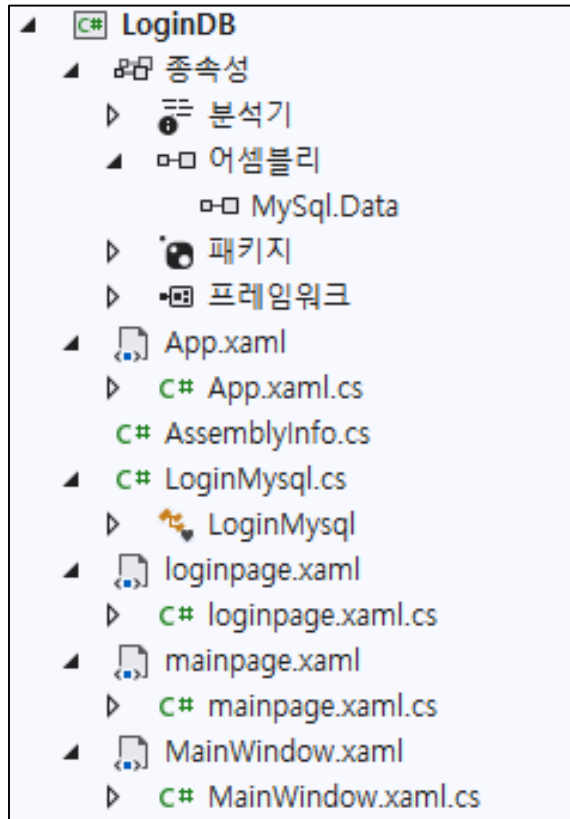 C# LoginDB
종속성
분석기
어셈블리
MySql.Data
패키지
프레임워크
App.xaml
C# App.xaml.cs
C# AssemblyInfo.cs
C# LoginMysql.cs
LoginMysql
loginpage.xaml
C# loginpage.xaml.cs
mainpage.xaml
C# mainpage.xaml.cs
MainWindow.xaml
C# MainWindow.xaml.cs